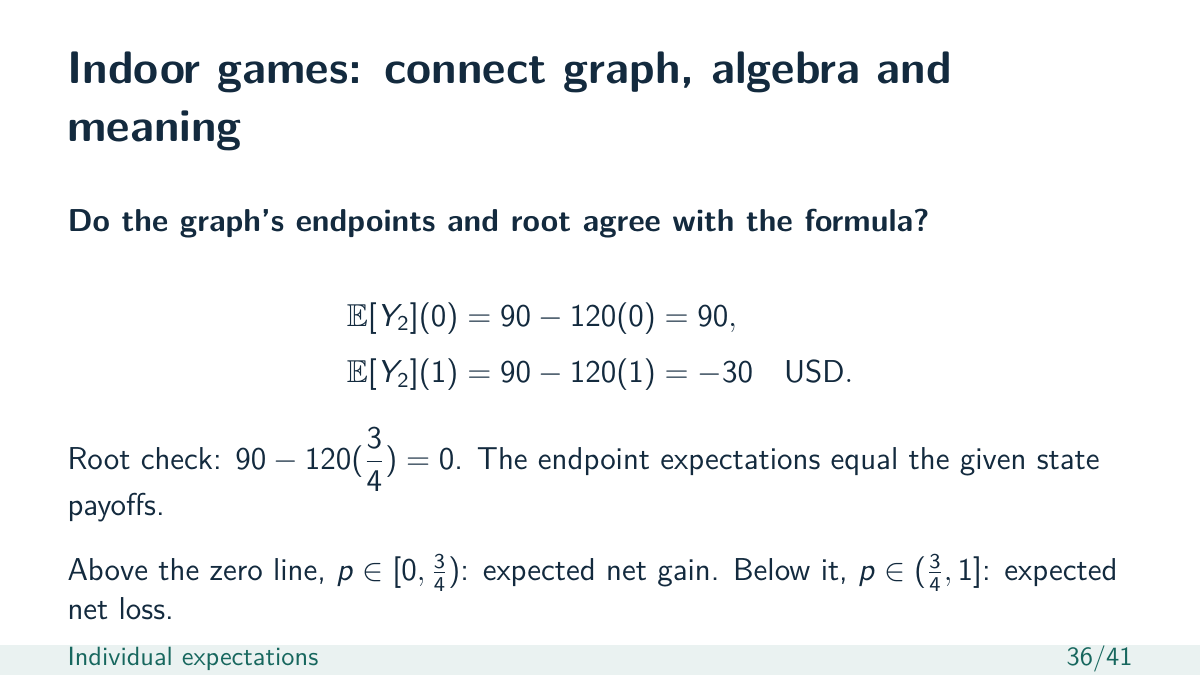 Indoor games: connect graph, algebra and
meaning
Do the graph's endpoints and root agree with the formula?
𝔼[Y₂](0) = 90 − 120(0) = 90,
𝔼[Y₂](1) = 90 − 120(1) = −30 USD.
Root check: 90 − 120(3/4) = 0. The endpoint expectations equal the given state
payoffs.
Above the zero line, p ∈ [0, 3/4): expected net gain. Below it, p ∈ (3/4, 1]: expected
net loss.
Individual expectations 36/41